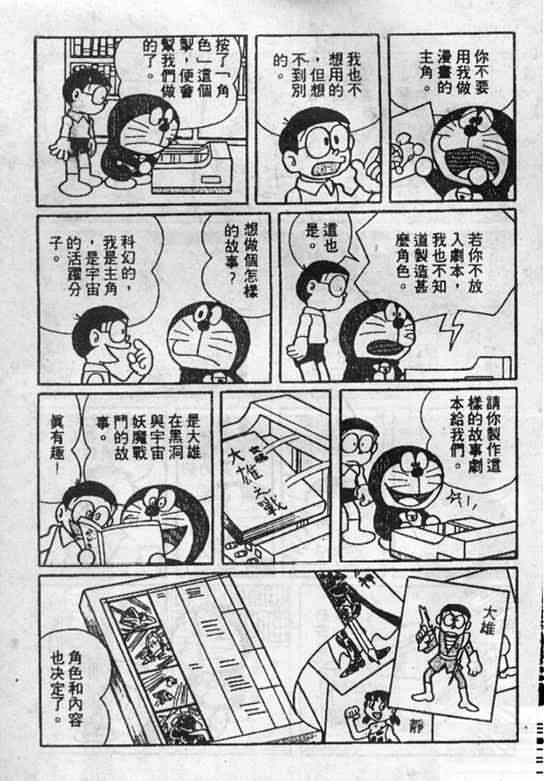 你不要
用我做
漫畫的
主角。
我也不
想用的
，但想
不到別
的。
按了「角
色」這個
製，便會
幫我們做
的了。
若你不放
入劇本，
我也不知
道製造甚
麼角色。
這也
是。
想做個怎樣
的故事？
科幻的，
我是主角
，是宇宙
的活躍分
子。
請你製作這
樣的故事劇
本給我們。
大雄之戰
是大雄
在黑洞
與宇宙
妖魔戰
鬥的故
事。
眞有趣！
大雄
神
靜
角色和內容
也决定了。